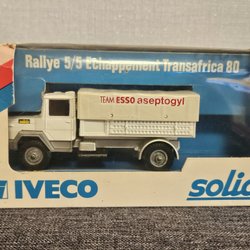 Rallye 5/5 Echappement Transafrica 80
TEAM ESSO aseptogyl
IVECO
solid